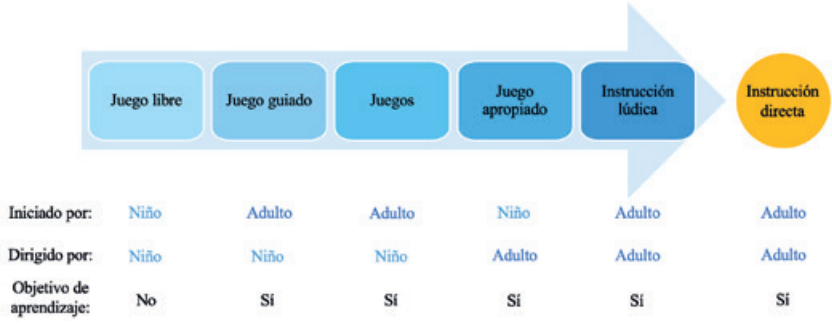 Juego libre
Juego guiado
Juegos
Juego
apropiado
Instrucción
lúdica
Instrucción
directa
Iniciado por: Niño Adulto Adulto Niño Adulto Adulto
Dirigido por: Niño Niño Niño Adulto Adulto Adulto
Objetivo de
aprendizaje: No Sí Sí Sí Sí Sí